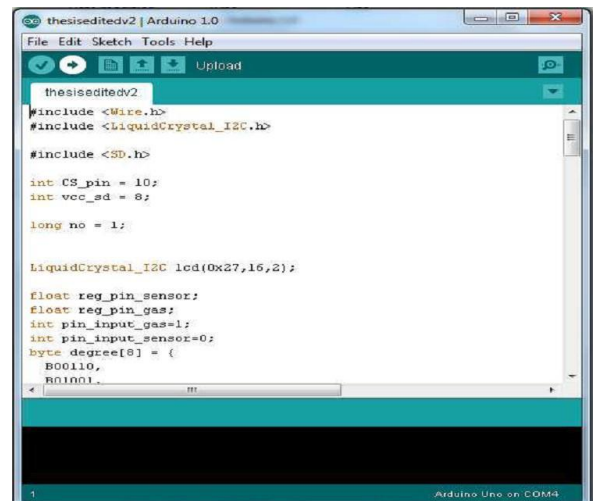 thesiseditedv2 | Arduino 1.0
File Edit Sketch Tools Help
Upload
thesiseditedv2
#include <Wire.h>
#include <LiquidCrystal_I2C.h>
#include <SD.h>
int CS_pin = 10;
int vcc_sd = 8;
long no = 1;
LiquidCrystal_I2C lcd(0x27,16,2);
float reg_pin_sensor;
float reg_pin_gas;
int pin_input_gas=1;
int pin_input_sensor=0;
byte degree[8] = {
B00110,
B01001,
1
Arduino Uno on COM4